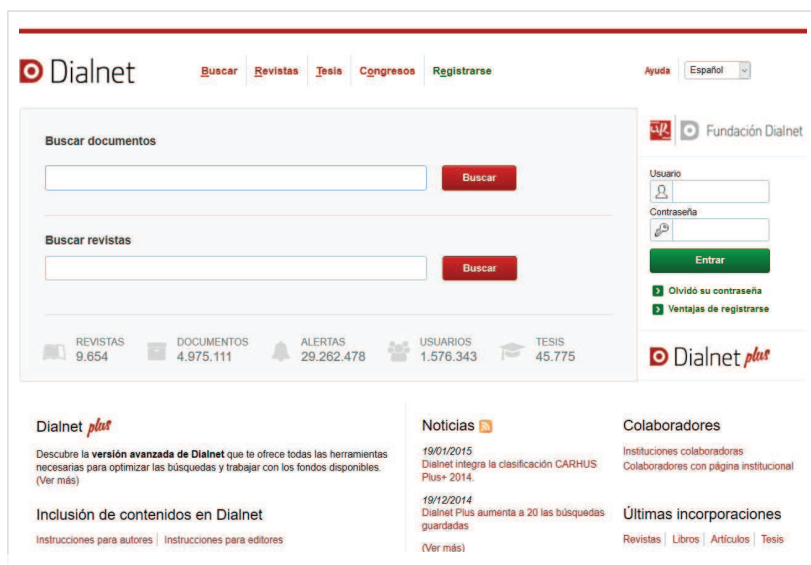 Dialnet
Buscar Revistas Tesis Congresos Registrarse
Ayuda Español
Buscar documentos
Buscar
Buscar revistas
Buscar
REVISTAS
9.654
DOCUMENTOS
4.975.111
ALERTAS
29.262.478
USUARIOS
1.576.343
TESIS
45.775
UR Fundación Dialnet
Usuario
Contraseña
Entrar
Olvidó su contraseña
Ventajas de registrarse
Dialnet plus
Dialnet plus
Descubre la versión avanzada de Dialnet que te ofrece todas las herramientas
necesarias para optimizar las búsquedas y trabajar con los fondos disponibles.
(Ver más)
Inclusión de contenidos en Dialnet
Instrucciones para autores Instrucciones para editores
Noticias
19/01/2015
Dialnet integra la clasificación CARHUS
Plus+ 2014.
19/12/2014
Dialnet Plus aumenta a 20 las búsquedas
guardadas
(Ver más)
Colaboradores
Instituciones colaboradoras
Colaboradores con página institucional
Últimas incorporaciones
Revistas Libros Artículos Tesis